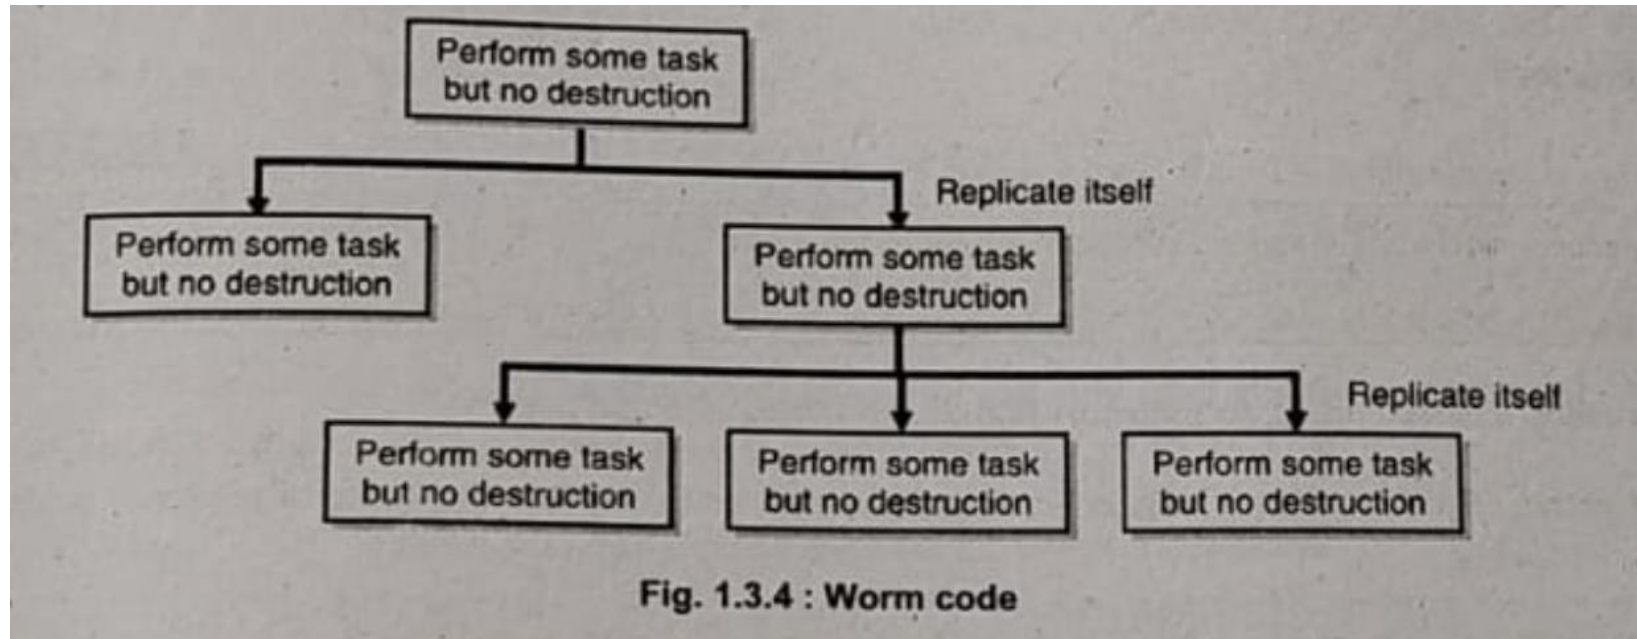 Perform some task
but no destruction
Replicate itself
Perform some task
but no destruction
Perform some task
but no destruction
Replicate itself
Perform some task
but no destruction
Perform some task
but no destruction
Perform some task
but no destruction
Fig. 1.3.4 : Worm code